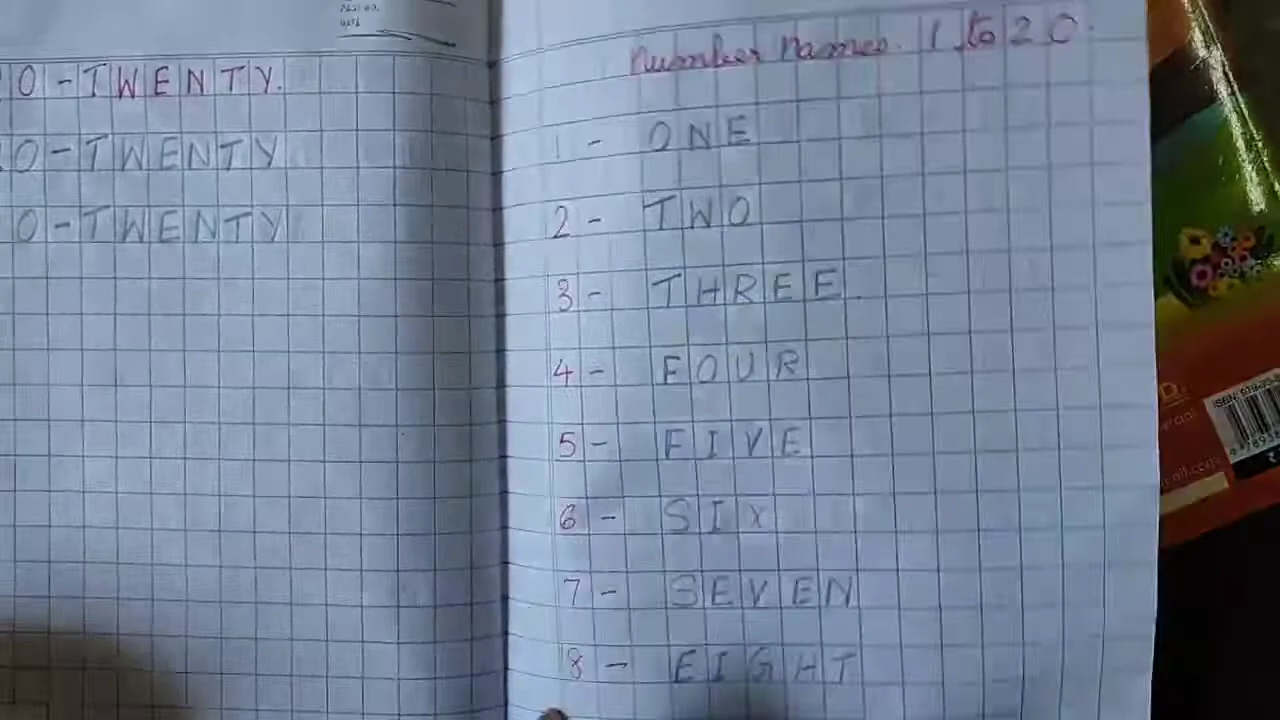 0-TWENTY.
0-TWENTY
0-TWENTY
Number Names. 1 to 20.
1 - ONE
2 - TWO
3 - THREE.
4 - FOUR
5 - FIVE
6 - SIX
7 - SEVEN
8 - EIGHT